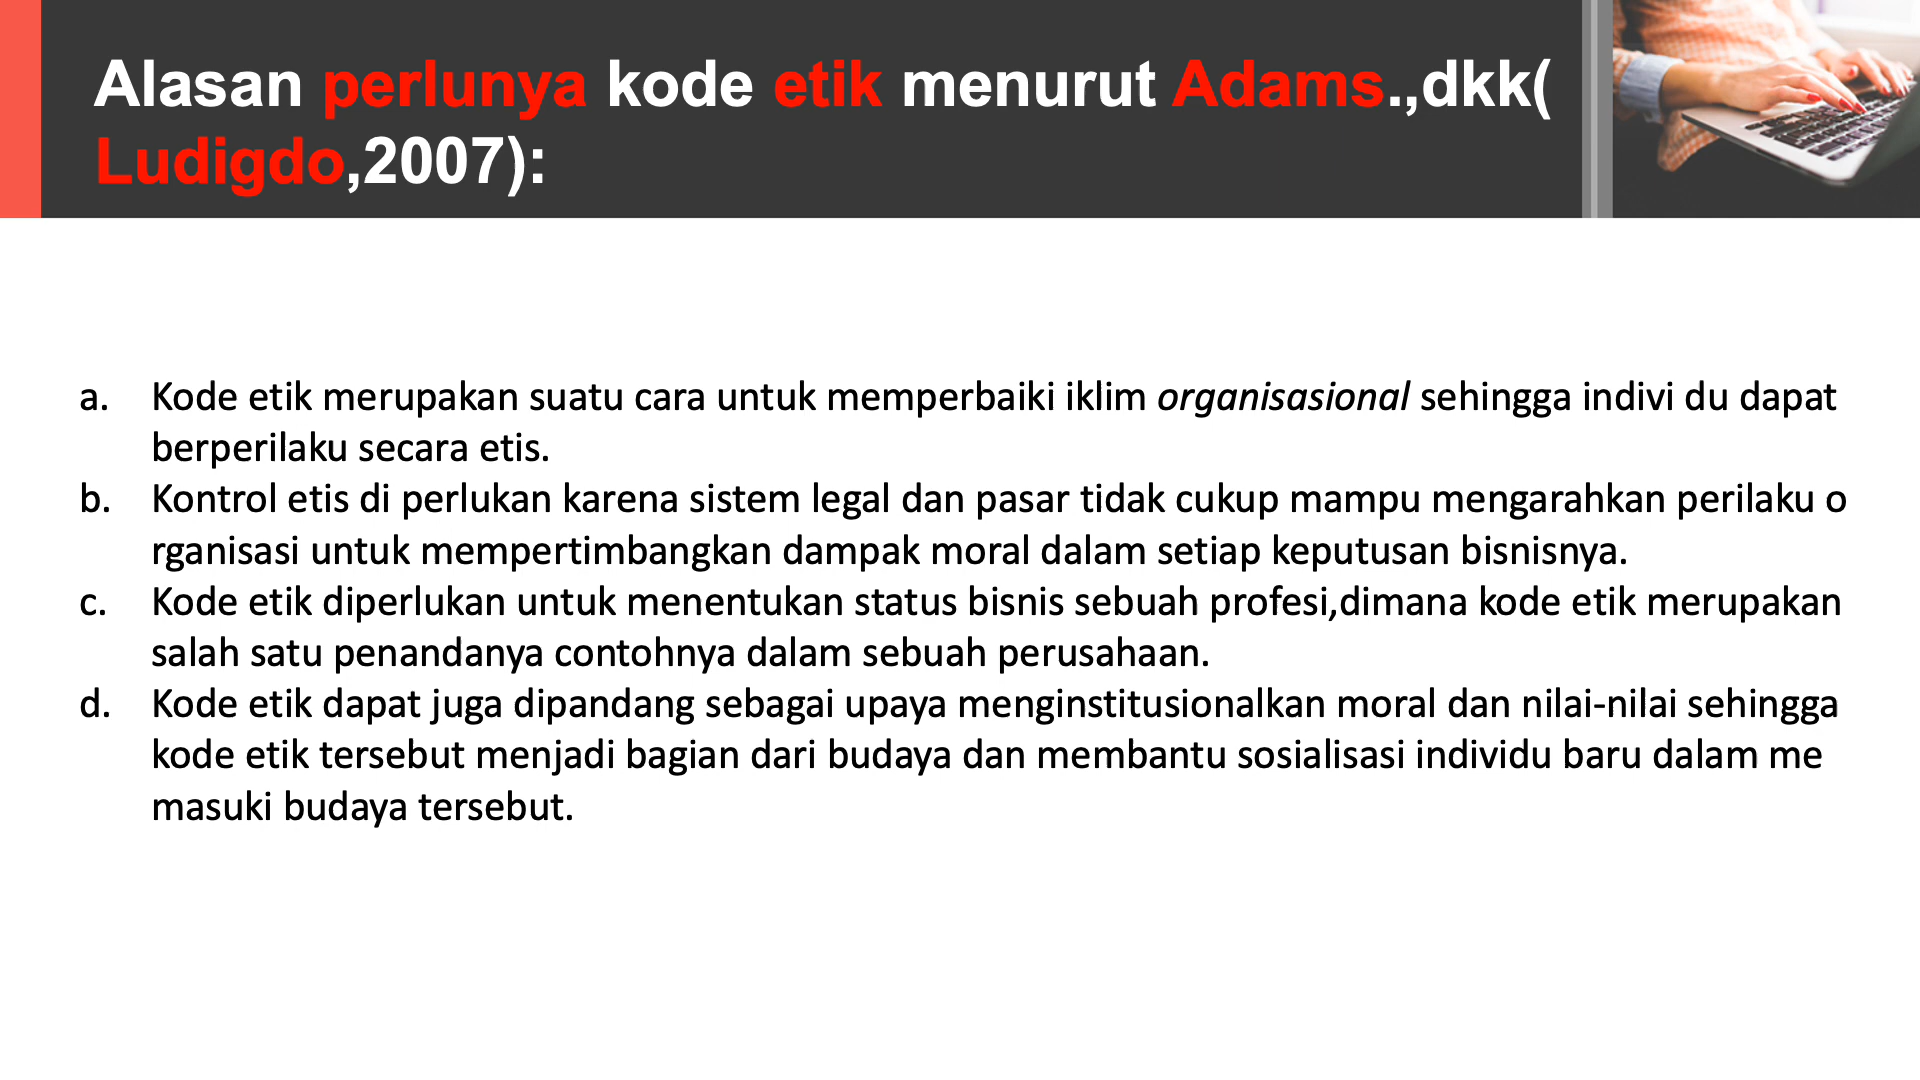 Alasan perlunya kode etik menurut Adams.,dkk(
Ludigdo,2007):
a. Kode etik merupakan suatu cara untuk memperbaiki iklim organisasional sehingga indivi du dapat
berperilaku secara etis.
b. Kontrol etis di perlukan karena sistem legal dan pasar tidak cukup mampu mengarahkan perilaku o
rganisasi untuk mempertimbangkan dampak moral dalam setiap keputusan bisnisnya.
c. Kode etik diperlukan untuk menentukan status bisnis sebuah profesi,dimana kode etik merupakan
salah satu penandanya contohnya dalam sebuah perusahaan.
d. Kode etik dapat juga dipandang sebagai upaya menginstitusionalkan moral dan nilai-nilai sehingga
kode etik tersebut menjadi bagian dari budaya dan membantu sosialisasi individu baru dalam me
masuki budaya tersebut.